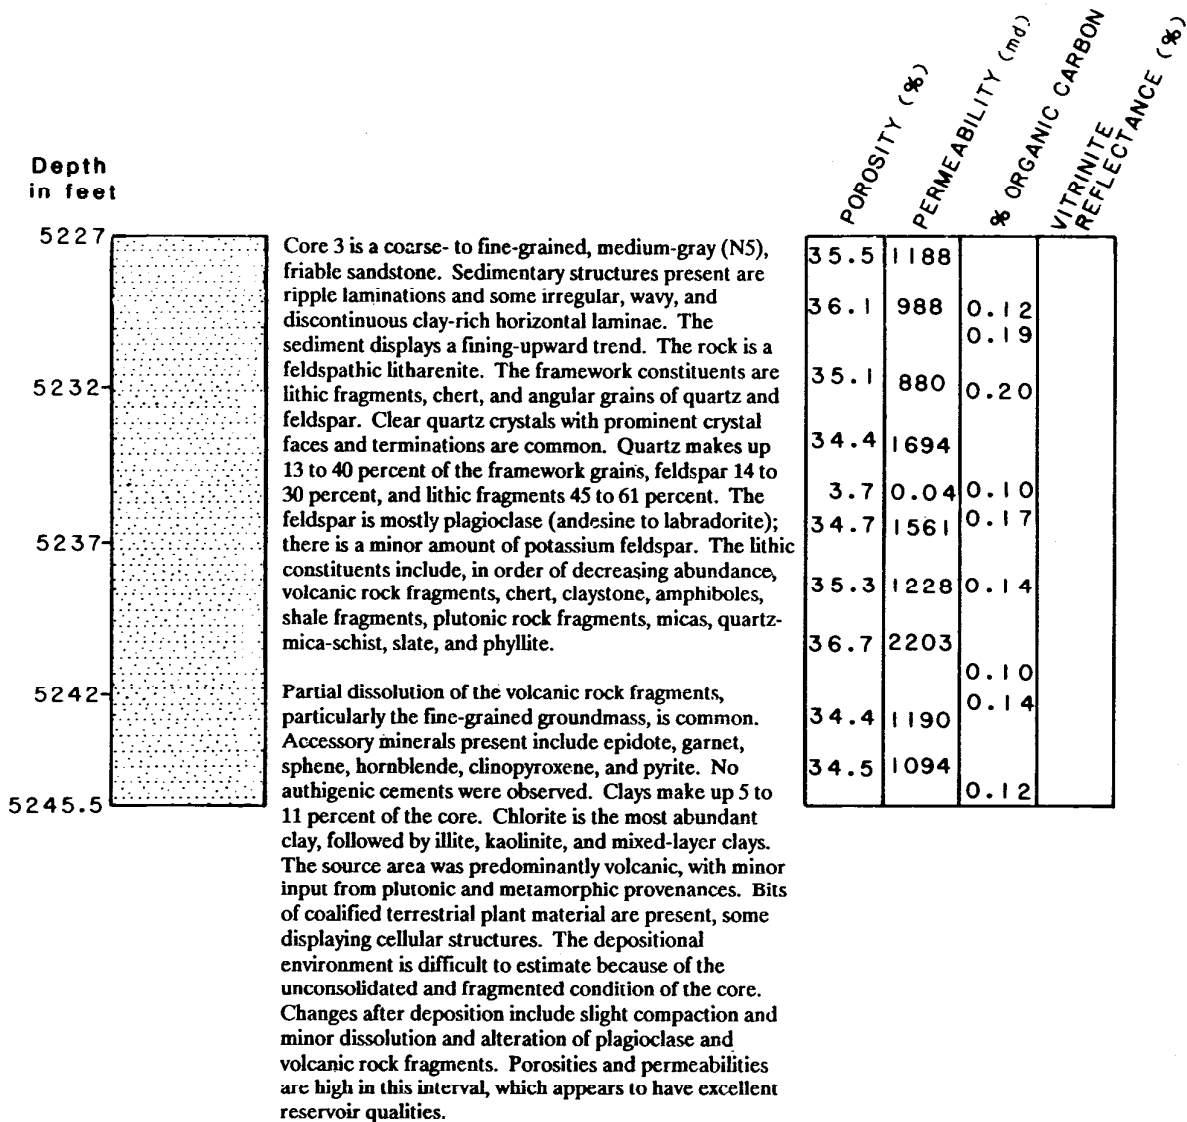 POROSITY (%)
PERMEABILITY (md)
% ORGANIC CARBON
VITRINITE
REFLECTANCE (%)
Depth
in feet
5227
5232
5237
5242
5245.5
Core 3 is a coarse- to fine-grained, medium-gray (N5),
friable sandstone. Sedimentary structures present are
ripple laminations and some irregular, wavy, and
discontinuous clay-rich horizontal laminae. The
sediment displays a fining-upward trend. The rock is a
feldspathic litharenite. The framework constituents are
lithic fragments, chert, and angular grains of quartz and
feldspar. Clear quartz crystals with prominent crystal
faces and terminations are common. Quartz makes up
13 to 40 percent of the framework grains, feldspar 14 to
30 percent, and lithic fragments 45 to 61 percent. The
feldspar is mostly plagioclase (andesine to labradorite);
there is a minor amount of potassium feldspar. The lithic
constituents include, in order of decreasing abundance,
volcanic rock fragments, chert, claystone, amphiboles,
shale fragments, plutonic rock fragments, micas, quartz-
mica-schist, slate, and phyllite.
Partial dissolution of the volcanic rock fragments,
particularly the fine-grained groundmass, is common.
Accessory minerals present include epidote, garnet,
sphene, hornblende, clinopyroxene, and pyrite. No
authigenic cements were observed. Clays make up 5 to
11 percent of the core. Chlorite is the most abundant
clay, followed by illite, kaolinite, and mixed-layer clays.
The source area was predominantly volcanic, with minor
input from plutonic and metamorphic provenances. Bits
of coalified terrestrial plant material are present, some
displaying cellular structures. The depositional
environment is difficult to estimate because of the
unconsolidated and fragmented condition of the core.
Changes after deposition include slight compaction and
minor dissolution and alteration of plagioclase and
volcanic rock fragments. Porosities and permeabilities
are high in this interval, which appears to have excellent
reservoir qualities.
35.5 1188
36.1 988 0.12
0.19
35.1 880 0.20
34.4 1694
3.7 0.04 0.10
34.7 1561 0.17
35.3 1228 0.14
36.7 2203
0.10
0.14
34.4 1190
34.5 1094
0.12